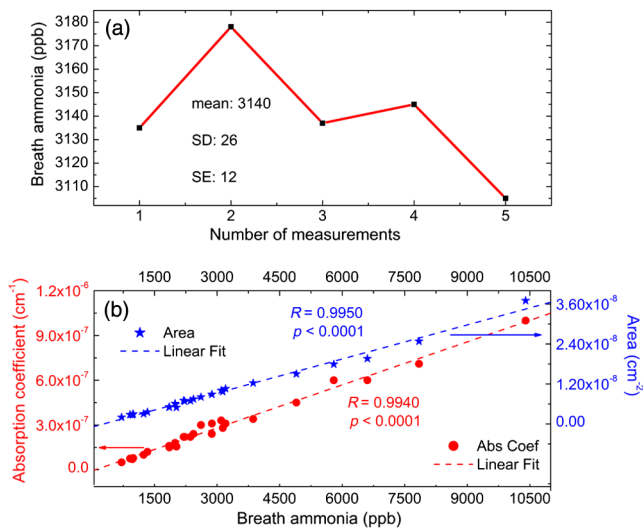 (a)
3180
3170
3160
3150
3140
3130
3120
3110
Breath ammonia (ppb)
mean: 3140
SD: 26
SE: 12
1 2 3 4 5
Number of measurements
1500 3000 4500 6000 7500 9000 10500
(b)
1.2x10⁻⁶
9.0x10⁻⁷
6.0x10⁻⁷
3.0x10⁻⁷
0.0
Absorption coefficient (cm⁻¹)
Area
Linear Fit
R = 0.9950
p < 0.0001
R = 0.9940
p < 0.0001
Abs Coef
Linear Fit
3.60x10⁻⁸
2.40x10⁻⁸
1.20x10⁻⁸
0.00
Area (cm⁻²)
1500 3000 4500 6000 7500 9000 10500
Breath ammonia (ppb)